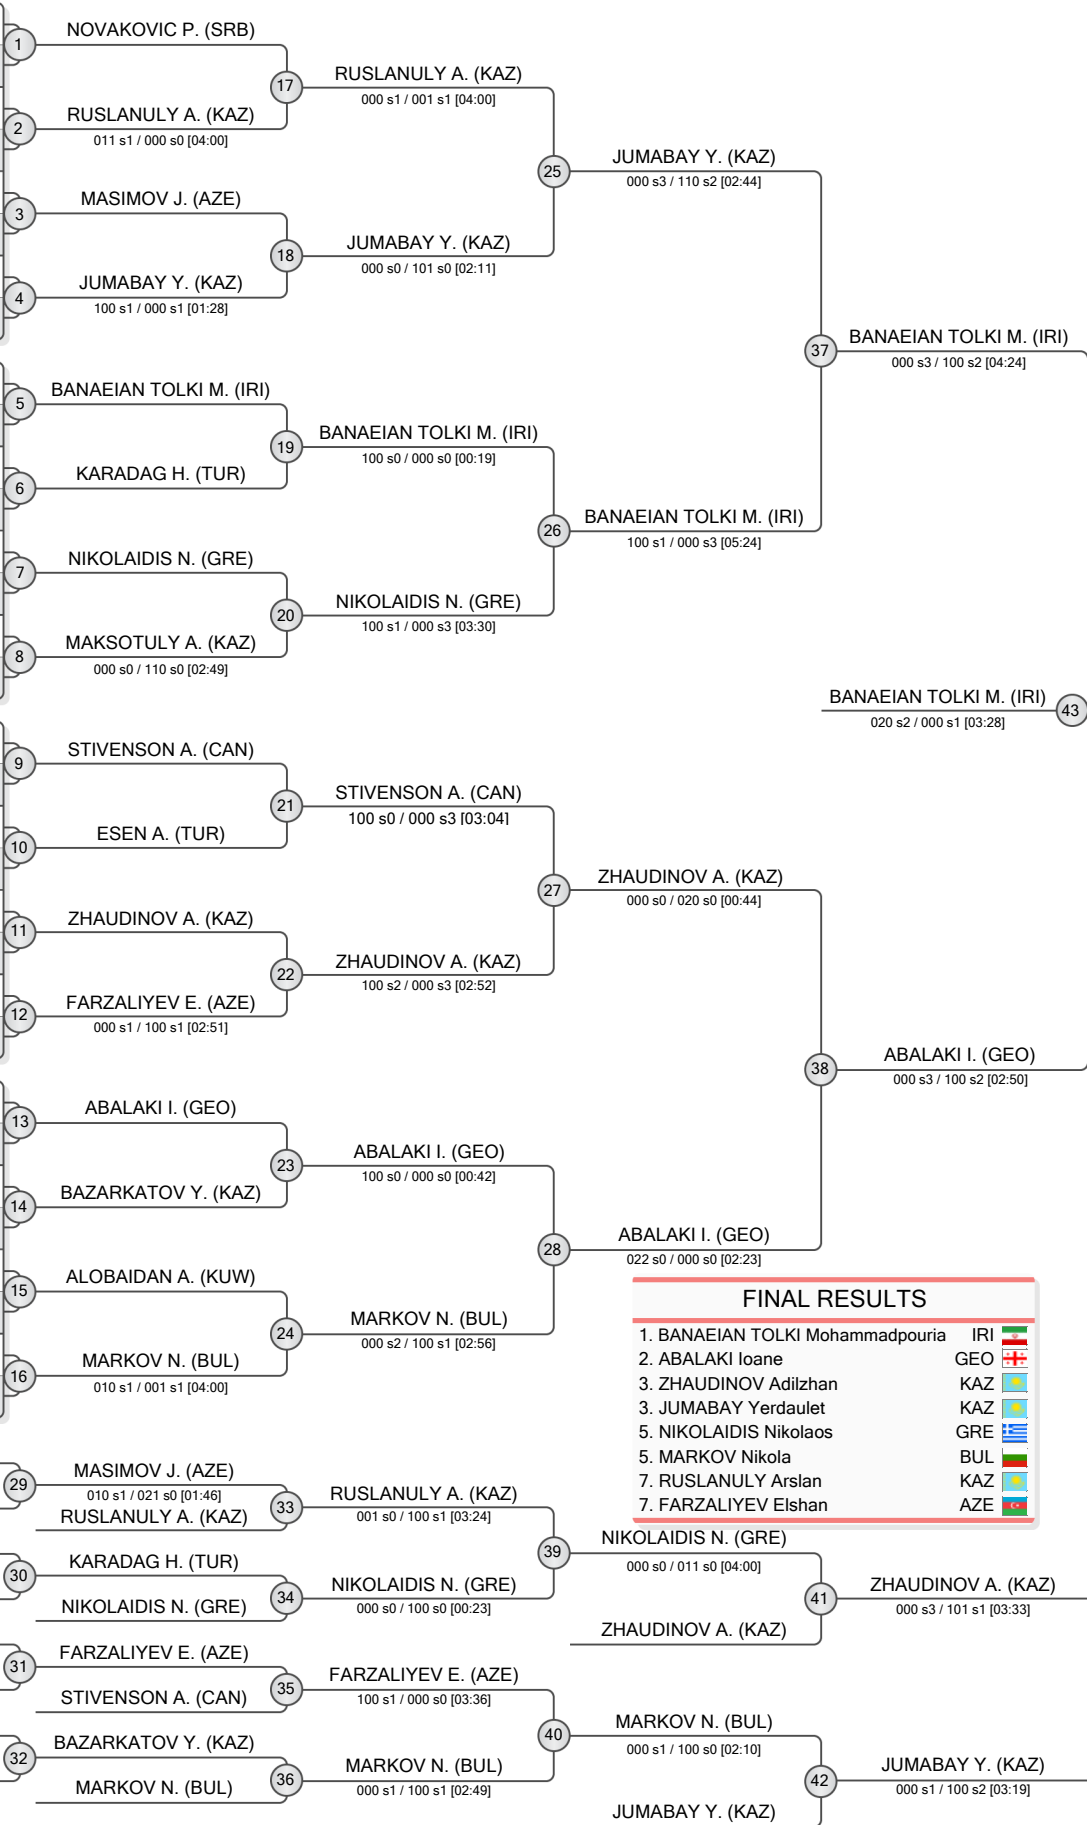 NOVAKOVIC P. (SRB)
1
17
RUSLANULY A. (KAZ)
000 s1 / 001 s1 [04:00]
RUSLANULY A. (KAZ)
2
011 s1 / 000 s0 [04:00]
25
JUMABAY Y. (KAZ)
000 s3 / 110 s2 [02:44]
MASIMOV J. (AZE)
3
18
JUMABAY Y. (KAZ)
000 s0 / 101 s0 [02:11]
JUMABAY Y. (KAZ)
4
100 s1 / 000 s1 [01:28]
37
BANAEIAN TOLKI M. (IRI)
000 s3 / 100 s2 [04:24]
BANAEIAN TOLKI M. (IRI)
5
19
BANAEIAN TOLKI M. (IRI)
100 s0 / 000 s0 [00:19]
KARADAG H. (TUR)
6
26
BANAEIAN TOLKI M. (IRI)
100 s1 / 000 s3 [05:24]
NIKOLAIDIS N. (GRE)
7
20
NIKOLAIDIS N. (GRE)
100 s1 / 000 s3 [03:30]
MAKSOTULY A. (KAZ)
8
000 s0 / 110 s0 [02:49]
BANAEIAN TOLKI M. (IRI)
43
020 s2 / 000 s1 [03:28]
STIVENSON A. (CAN)
9
21
STIVENSON A. (CAN)
100 s0 / 000 s3 [03:04]
ESEN A. (TUR)
10
27
ZHAUDINOV A. (KAZ)
000 s0 / 020 s0 [00:44]
ZHAUDINOV A. (KAZ)
11
22
ZHAUDINOV A. (KAZ)
100 s2 / 000 s3 [02:52]
FARZALIYEV E. (AZE)
12
000 s1 / 100 s1 [02:51]
38
ABALAKI I. (GEO)
000 s3 / 100 s2 [02:50]
ABALAKI I. (GEO)
13
23
ABALAKI I. (GEO)
100 s0 / 000 s0 [00:42]
BAZARKATOV Y. (KAZ)
14
28
ABALAKI I. (GEO)
022 s0 / 000 s0 [02:23]
ALOBAIDAN A. (KUW)
15
24
MARKOV N. (BUL)
000 s2 / 100 s1 [02:56]
MARKOV N. (BUL)
16
010 s1 / 001 s1 [04:00]
FINAL RESULTS
1. BANAEIAN TOLKI Mohammadpouria IRI
2. ABALAKI Ioane GEO
3. ZHAUDINOV Adilzhan KAZ
3. JUMABAY Yerdaulet KAZ
5. NIKOLAIDIS Nikolaos GRE
5. MARKOV Nikola BUL
7. RUSLANULY Arslan KAZ
7. FARZALIYEV Elshan AZE
MASIMOV J. (AZE)
29
010 s1 / 021 s0 [01:46]
RUSLANULY A. (KAZ)
33
RUSLANULY A. (KAZ)
001 s0 / 100 s1 [03:24]
39
NIKOLAIDIS N. (GRE)
000 s0 / 011 s0 [04:00]
KARADAG H. (TUR)
30
NIKOLAIDIS N. (GRE)
34
NIKOLAIDIS N. (GRE)
000 s0 / 100 s0 [00:23]
41
ZHAUDINOV A. (KAZ)
000 s3 / 101 s1 [03:33]
ZHAUDINOV A. (KAZ)
FARZALIYEV E. (AZE)
31
STIVENSON A. (CAN)
35
FARZALIYEV E. (AZE)
100 s1 / 000 s0 [03:36]
40
MARKOV N. (BUL)
000 s1 / 100 s0 [02:10]
BAZARKATOV Y. (KAZ)
32
MARKOV N. (BUL)
36
MARKOV N. (BUL)
000 s1 / 100 s1 [02:49]
42
JUMABAY Y. (KAZ)
000 s1 / 100 s2 [03:19]
JUMABAY Y. (KAZ)